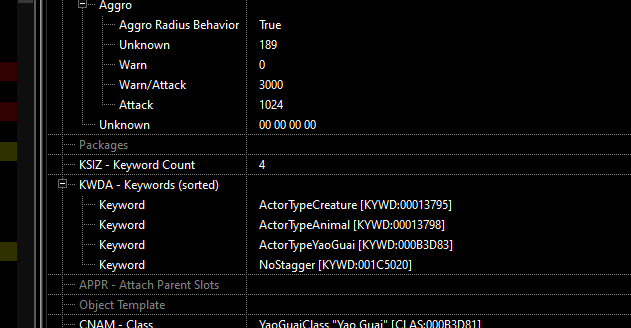 Aggro
Aggro Radius Behavior True
Unknown 189
Warn 0
Warn/Attack 3000
Attack 1024
Unknown 00 00 00 00
Packages
KSIZ - Keyword Count 4
KWDA - Keywords (sorted)
Keyword ActorTypeCreature [KYWD:00013795]
Keyword ActorTypeAnimal [KYWD:00013798]
Keyword ActorTypeYaoGuai [KYWD:000B3D83]
Keyword NoStagger [KYWD:001C5020]
APPR - Attach Parent Slots
Object Template
CNAM - Class YaoGuaiClass "Yao Guai" [CLAS:000B3D81]